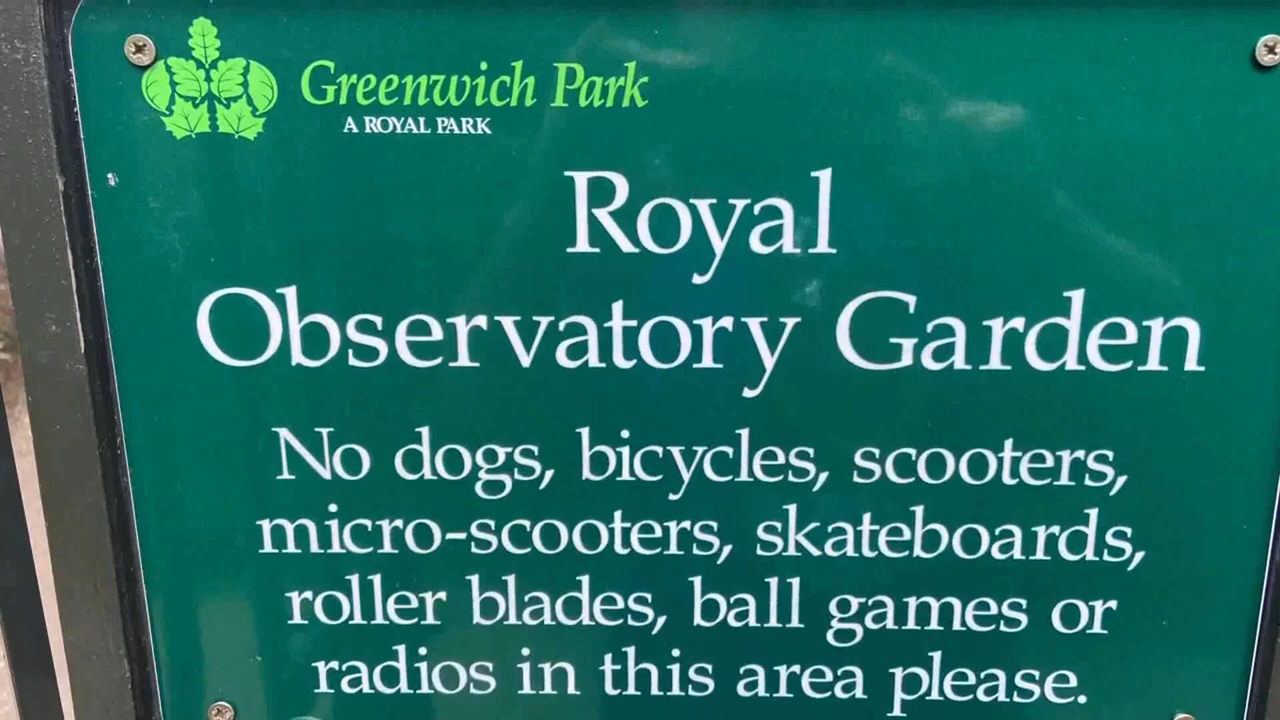 Greenwich Park
A ROYAL PARK
Royal
Observatory Garden
No dogs, bicycles, scooters,
micro-scooters, skateboards,
roller blades, ball games or
radios in this area please.